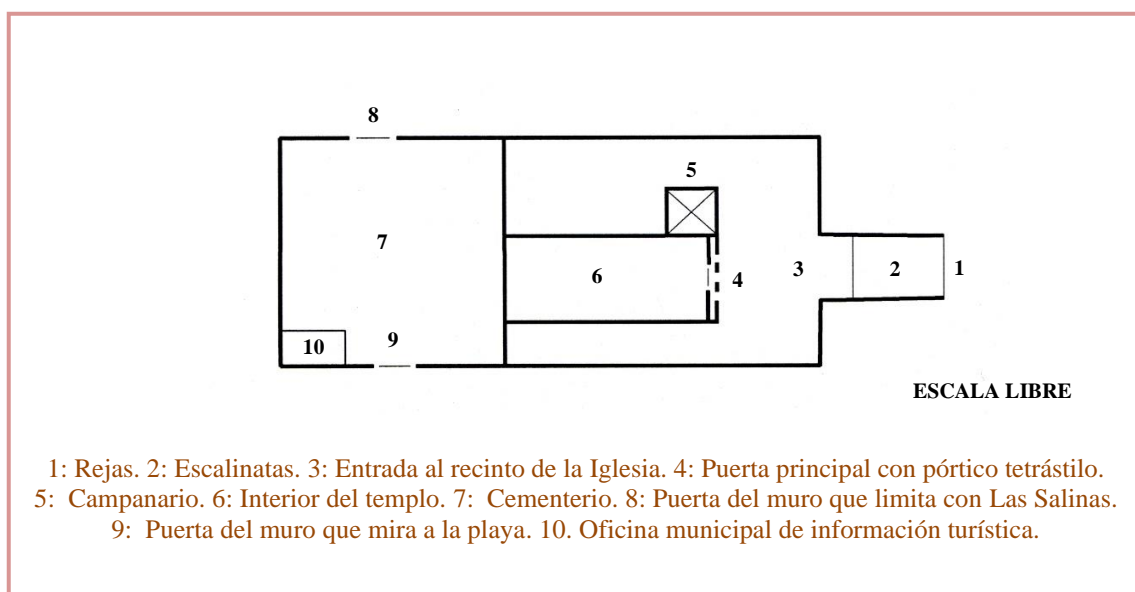 8
5
7
6
4
3
2
1
10
9
ESCALA LIBRE
1: Rejas. 2: Escalinatas. 3: Entrada al recinto de la Iglesia. 4: Puerta principal con pórtico tetrástilo.
5: Campanario. 6: Interior del templo. 7: Cementerio. 8: Puerta del muro que limita con Las Salinas.
9: Puerta del muro que mira a la playa. 10. Oficina municipal de información turística.